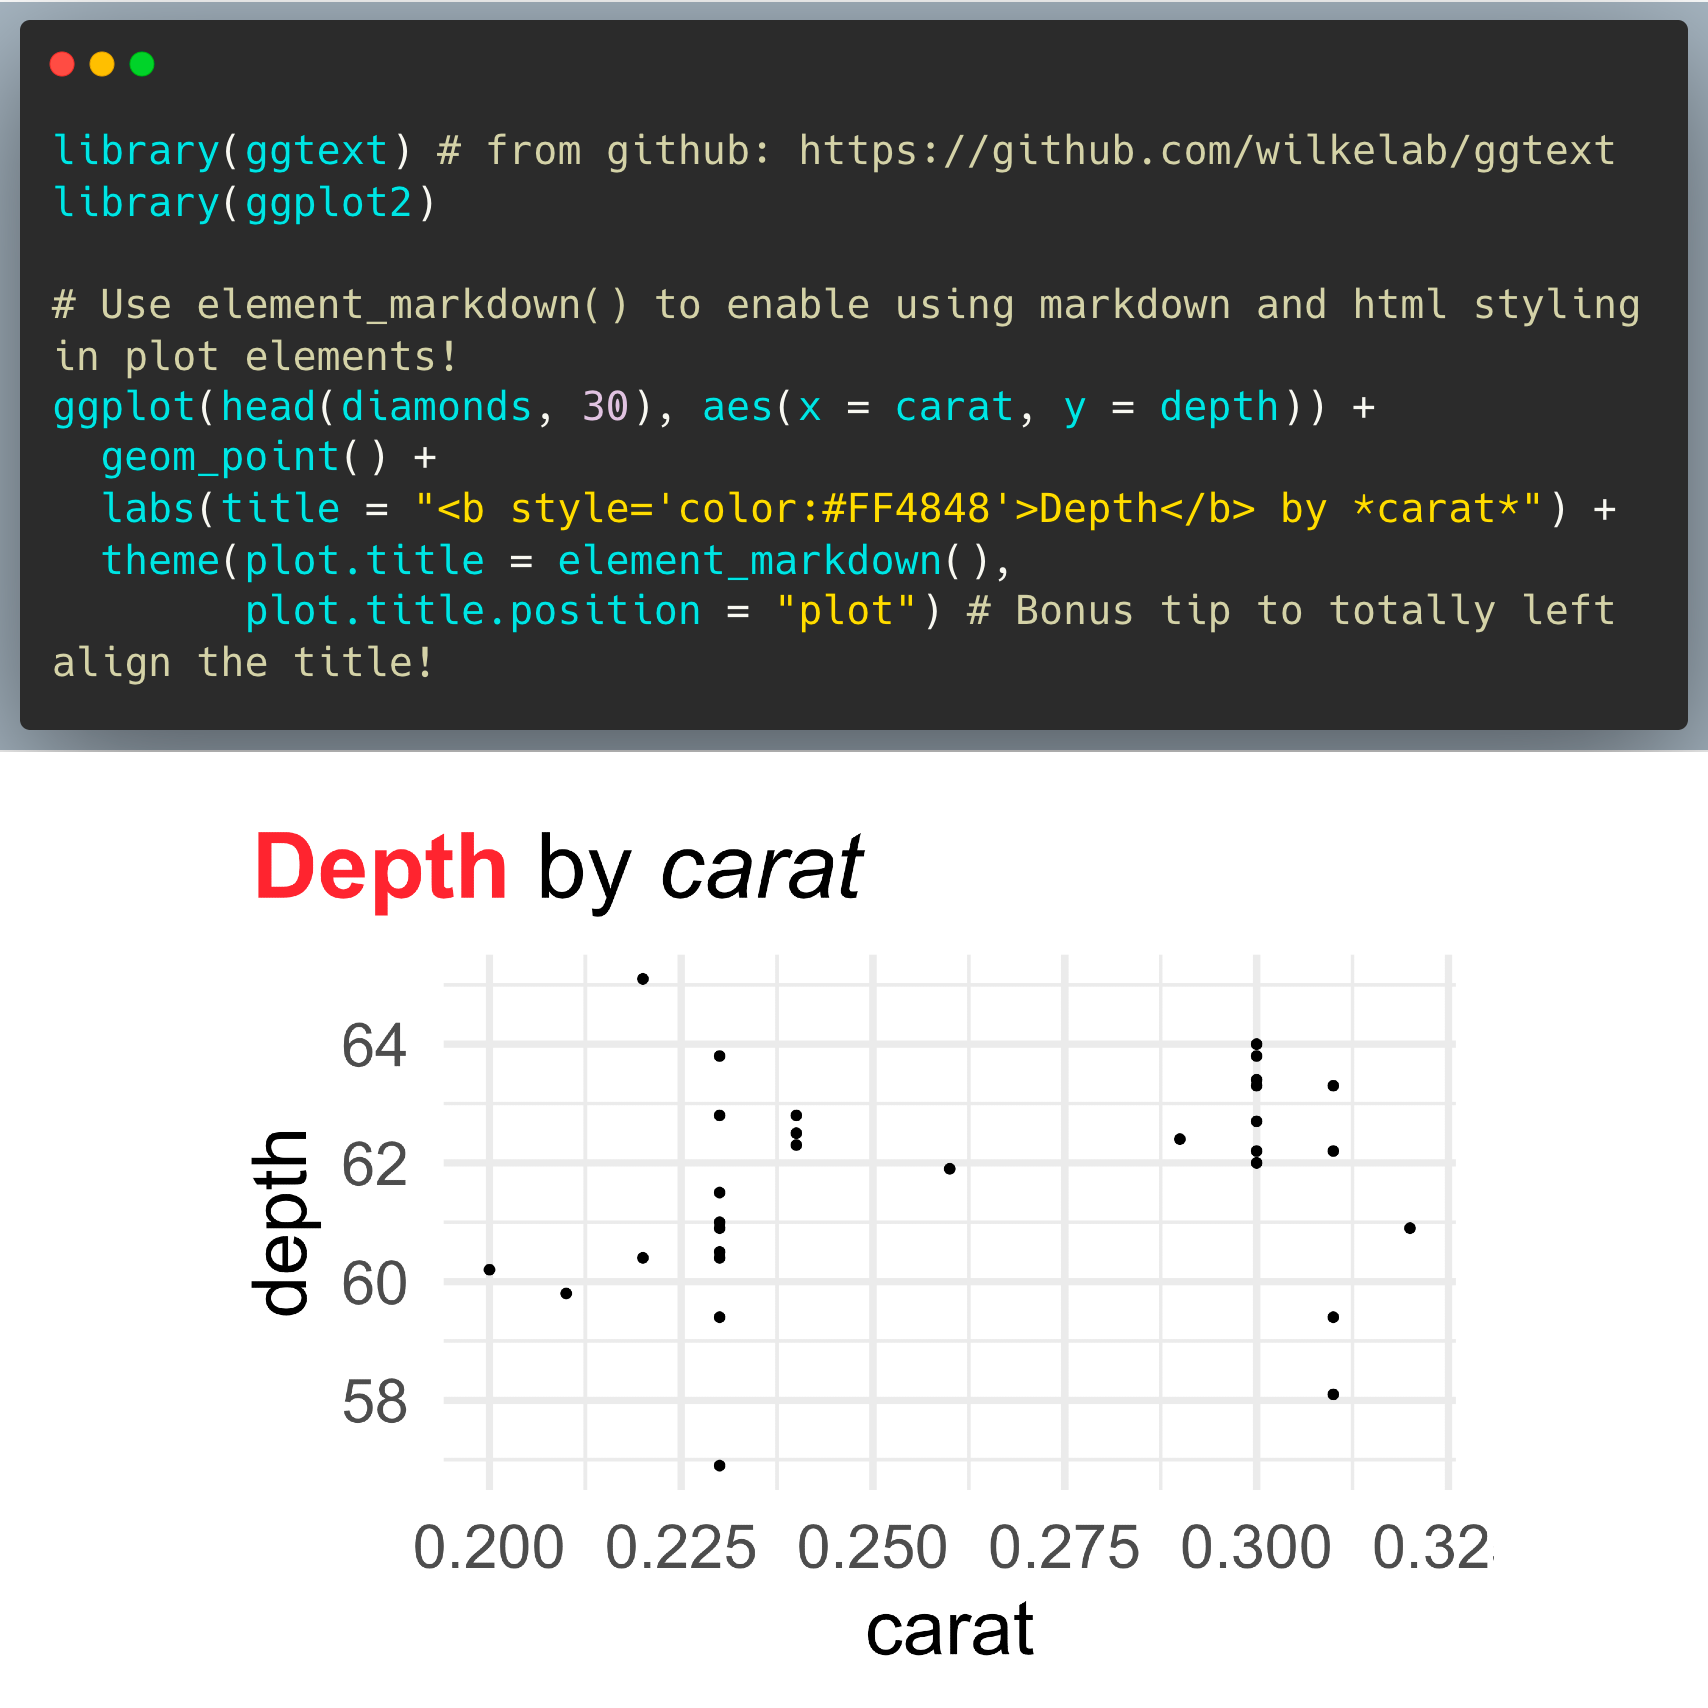 library(ggtext) # from github: https://github.com/wilkelab/ggtext
library(ggplot2)
# Use element_markdown() to enable using markdown and html styling
in plot elements!
ggplot(head(diamonds, 30), aes(x = carat, y = depth)) +
  geom_point() +
  labs(title = "<b style='color:#FF4848'>Depth</b> by *carat*") +
  theme(plot.title = element_markdown(),
        plot.title.position = "plot") # Bonus tip to totally left
align the title!
Depth by carat
64
62
60
58
depth
0.200 0.225 0.250 0.275 0.300 0.32
carat